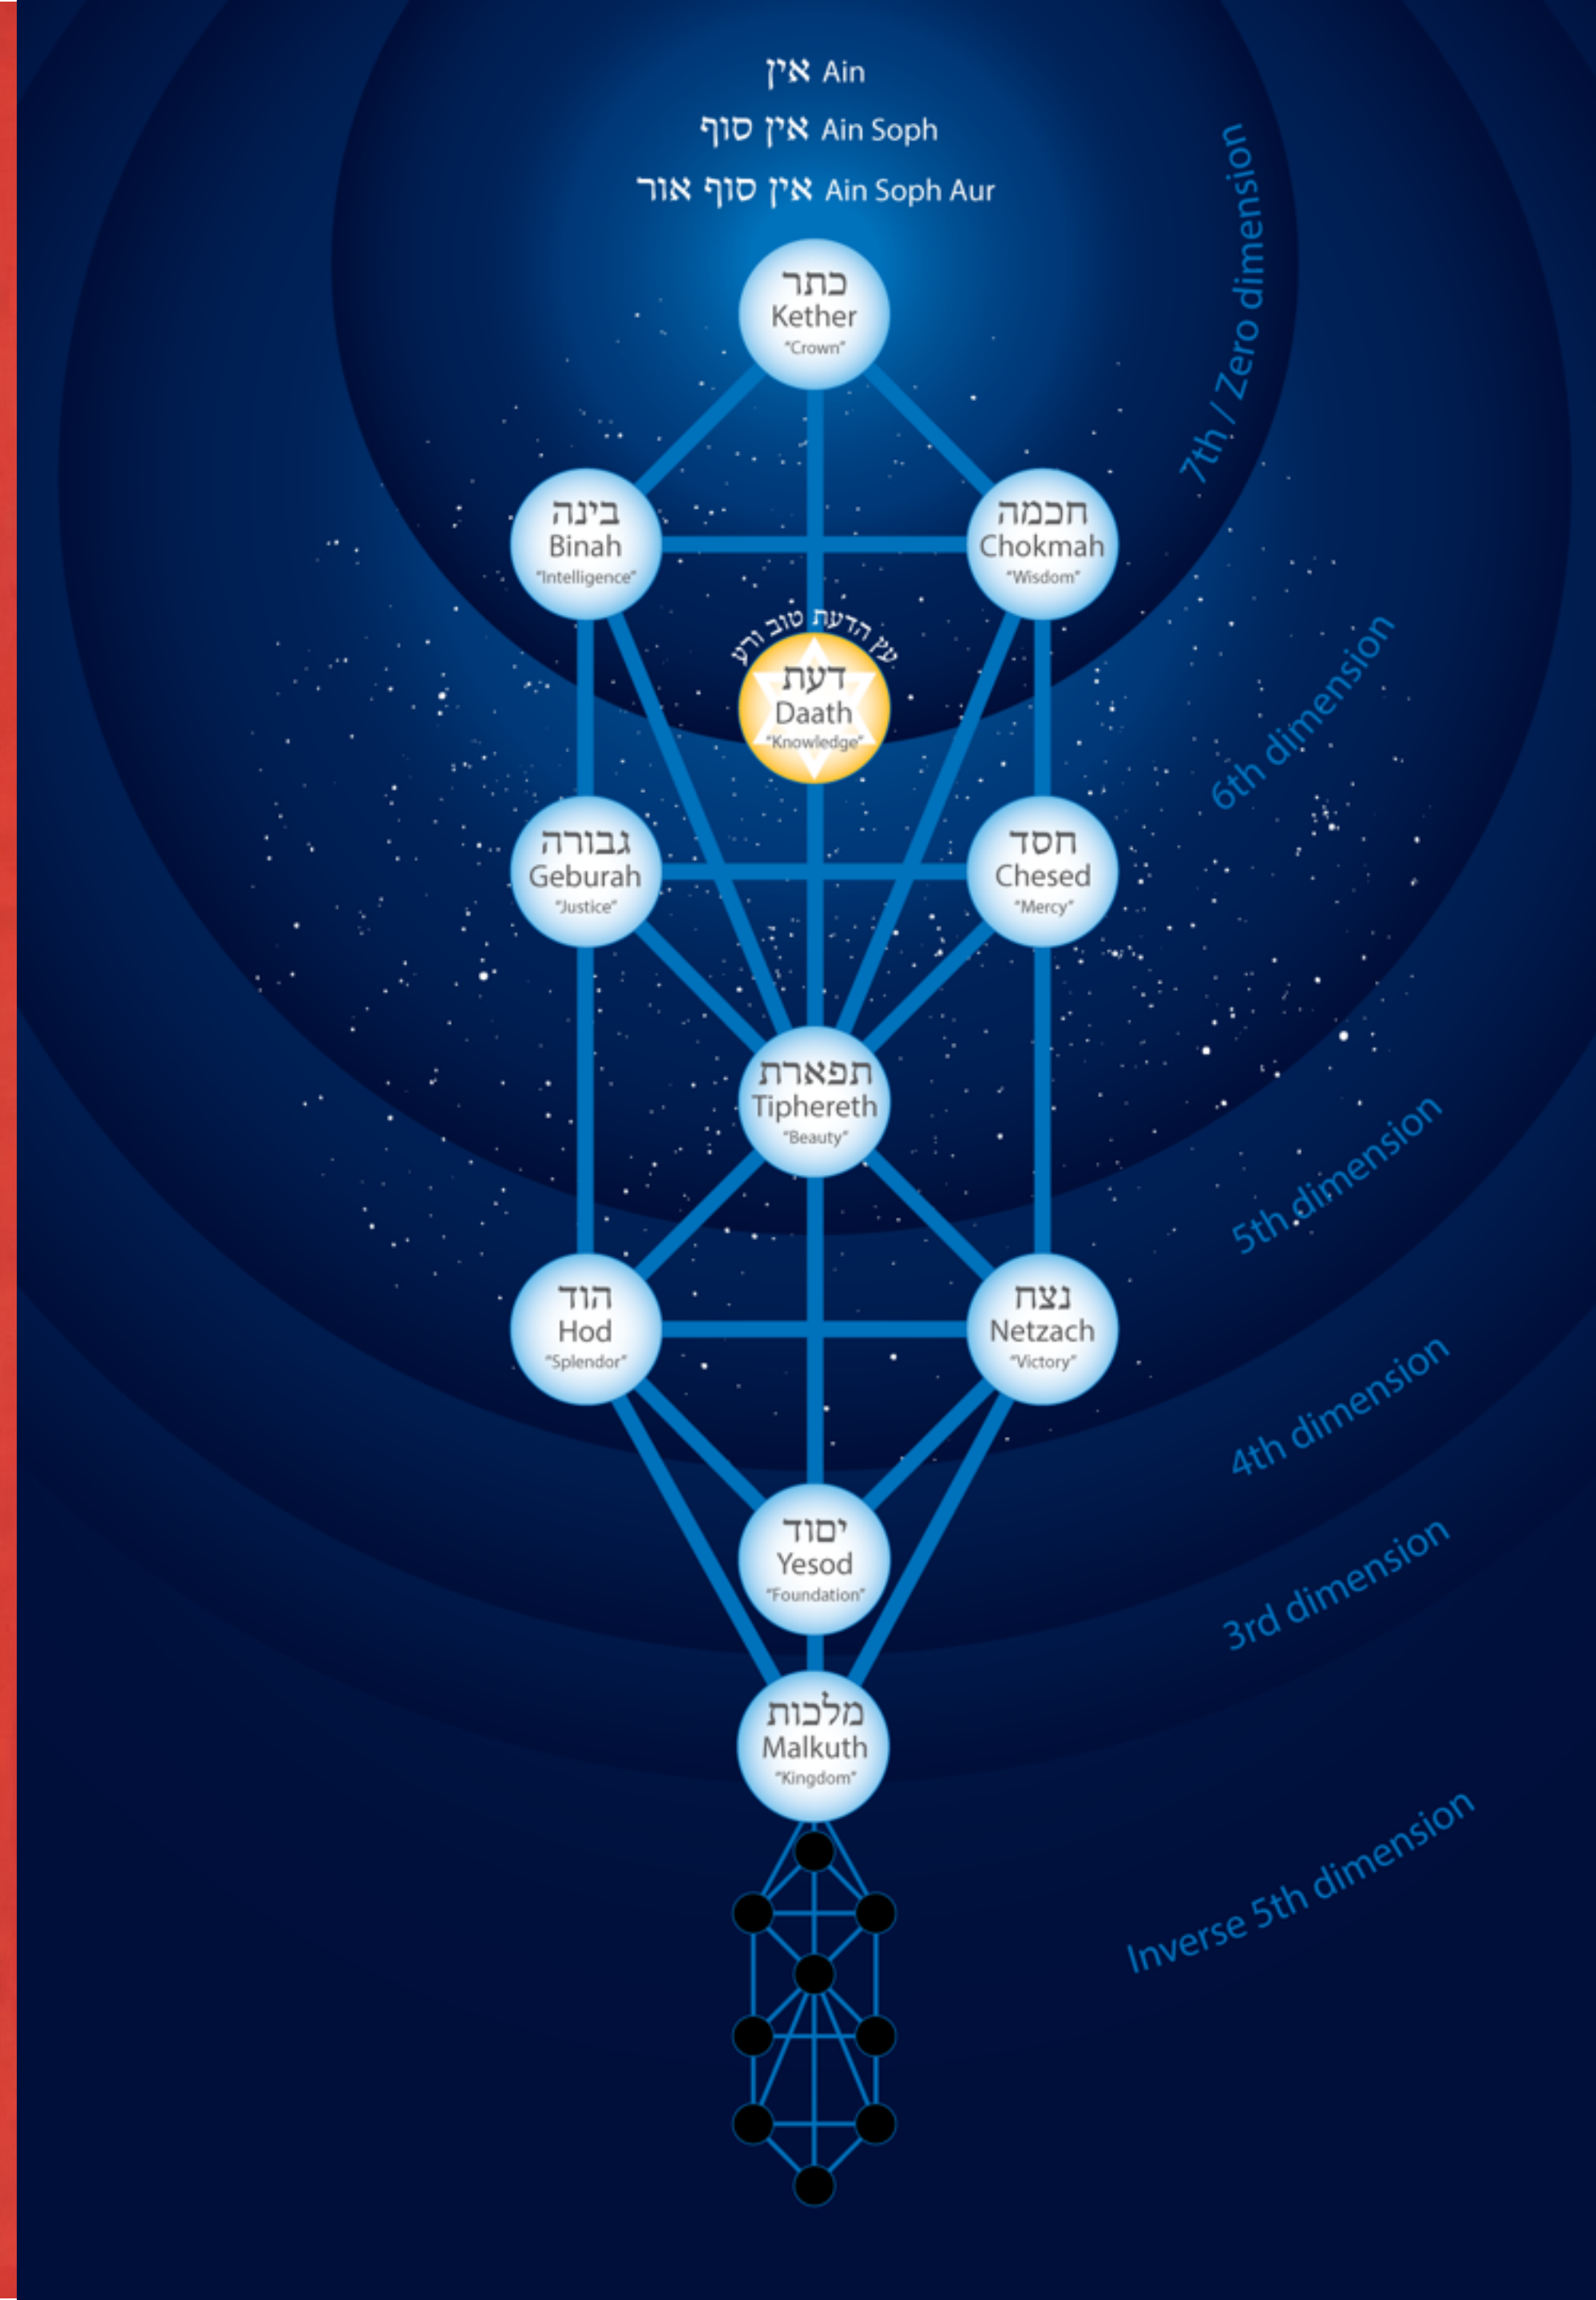 אין Ain
אין סוף Ain Soph
אין סוף אור Ain Soph Aur
7th / Zero dimension
כתר
Kether
"Crown"
בינה
Binah
"Intelligence"
חכמה
Chokmah
"Wisdom"
עץ הדעת טוב ורע
דעת
Daath
"Knowledge"
6th dimension
גבורה
Geburah
"Justice"
חסד
Chesed
"Mercy"
תפארת
Tiphereth
"Beauty"
5th dimension
הוד
Hod
"Splendor"
נצח
Netzach
"Victory"
4th dimension
יסוד
Yesod
"Foundation"
3rd dimension
מלכות
Malkuth
"Kingdom"
Inverse 5th dimension